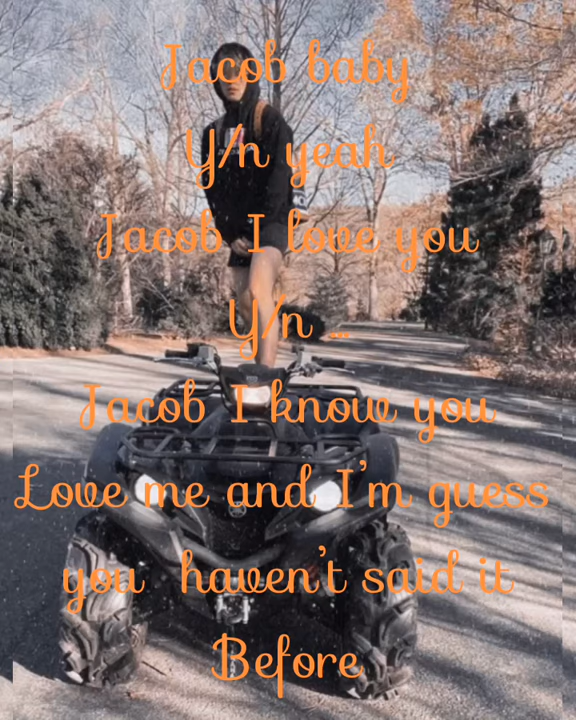 Jacob baby
Y/n yeah
Jacob I love you
Y/n ...
Jacob I know you
Love me and I'm guess
you haven't said it
Before